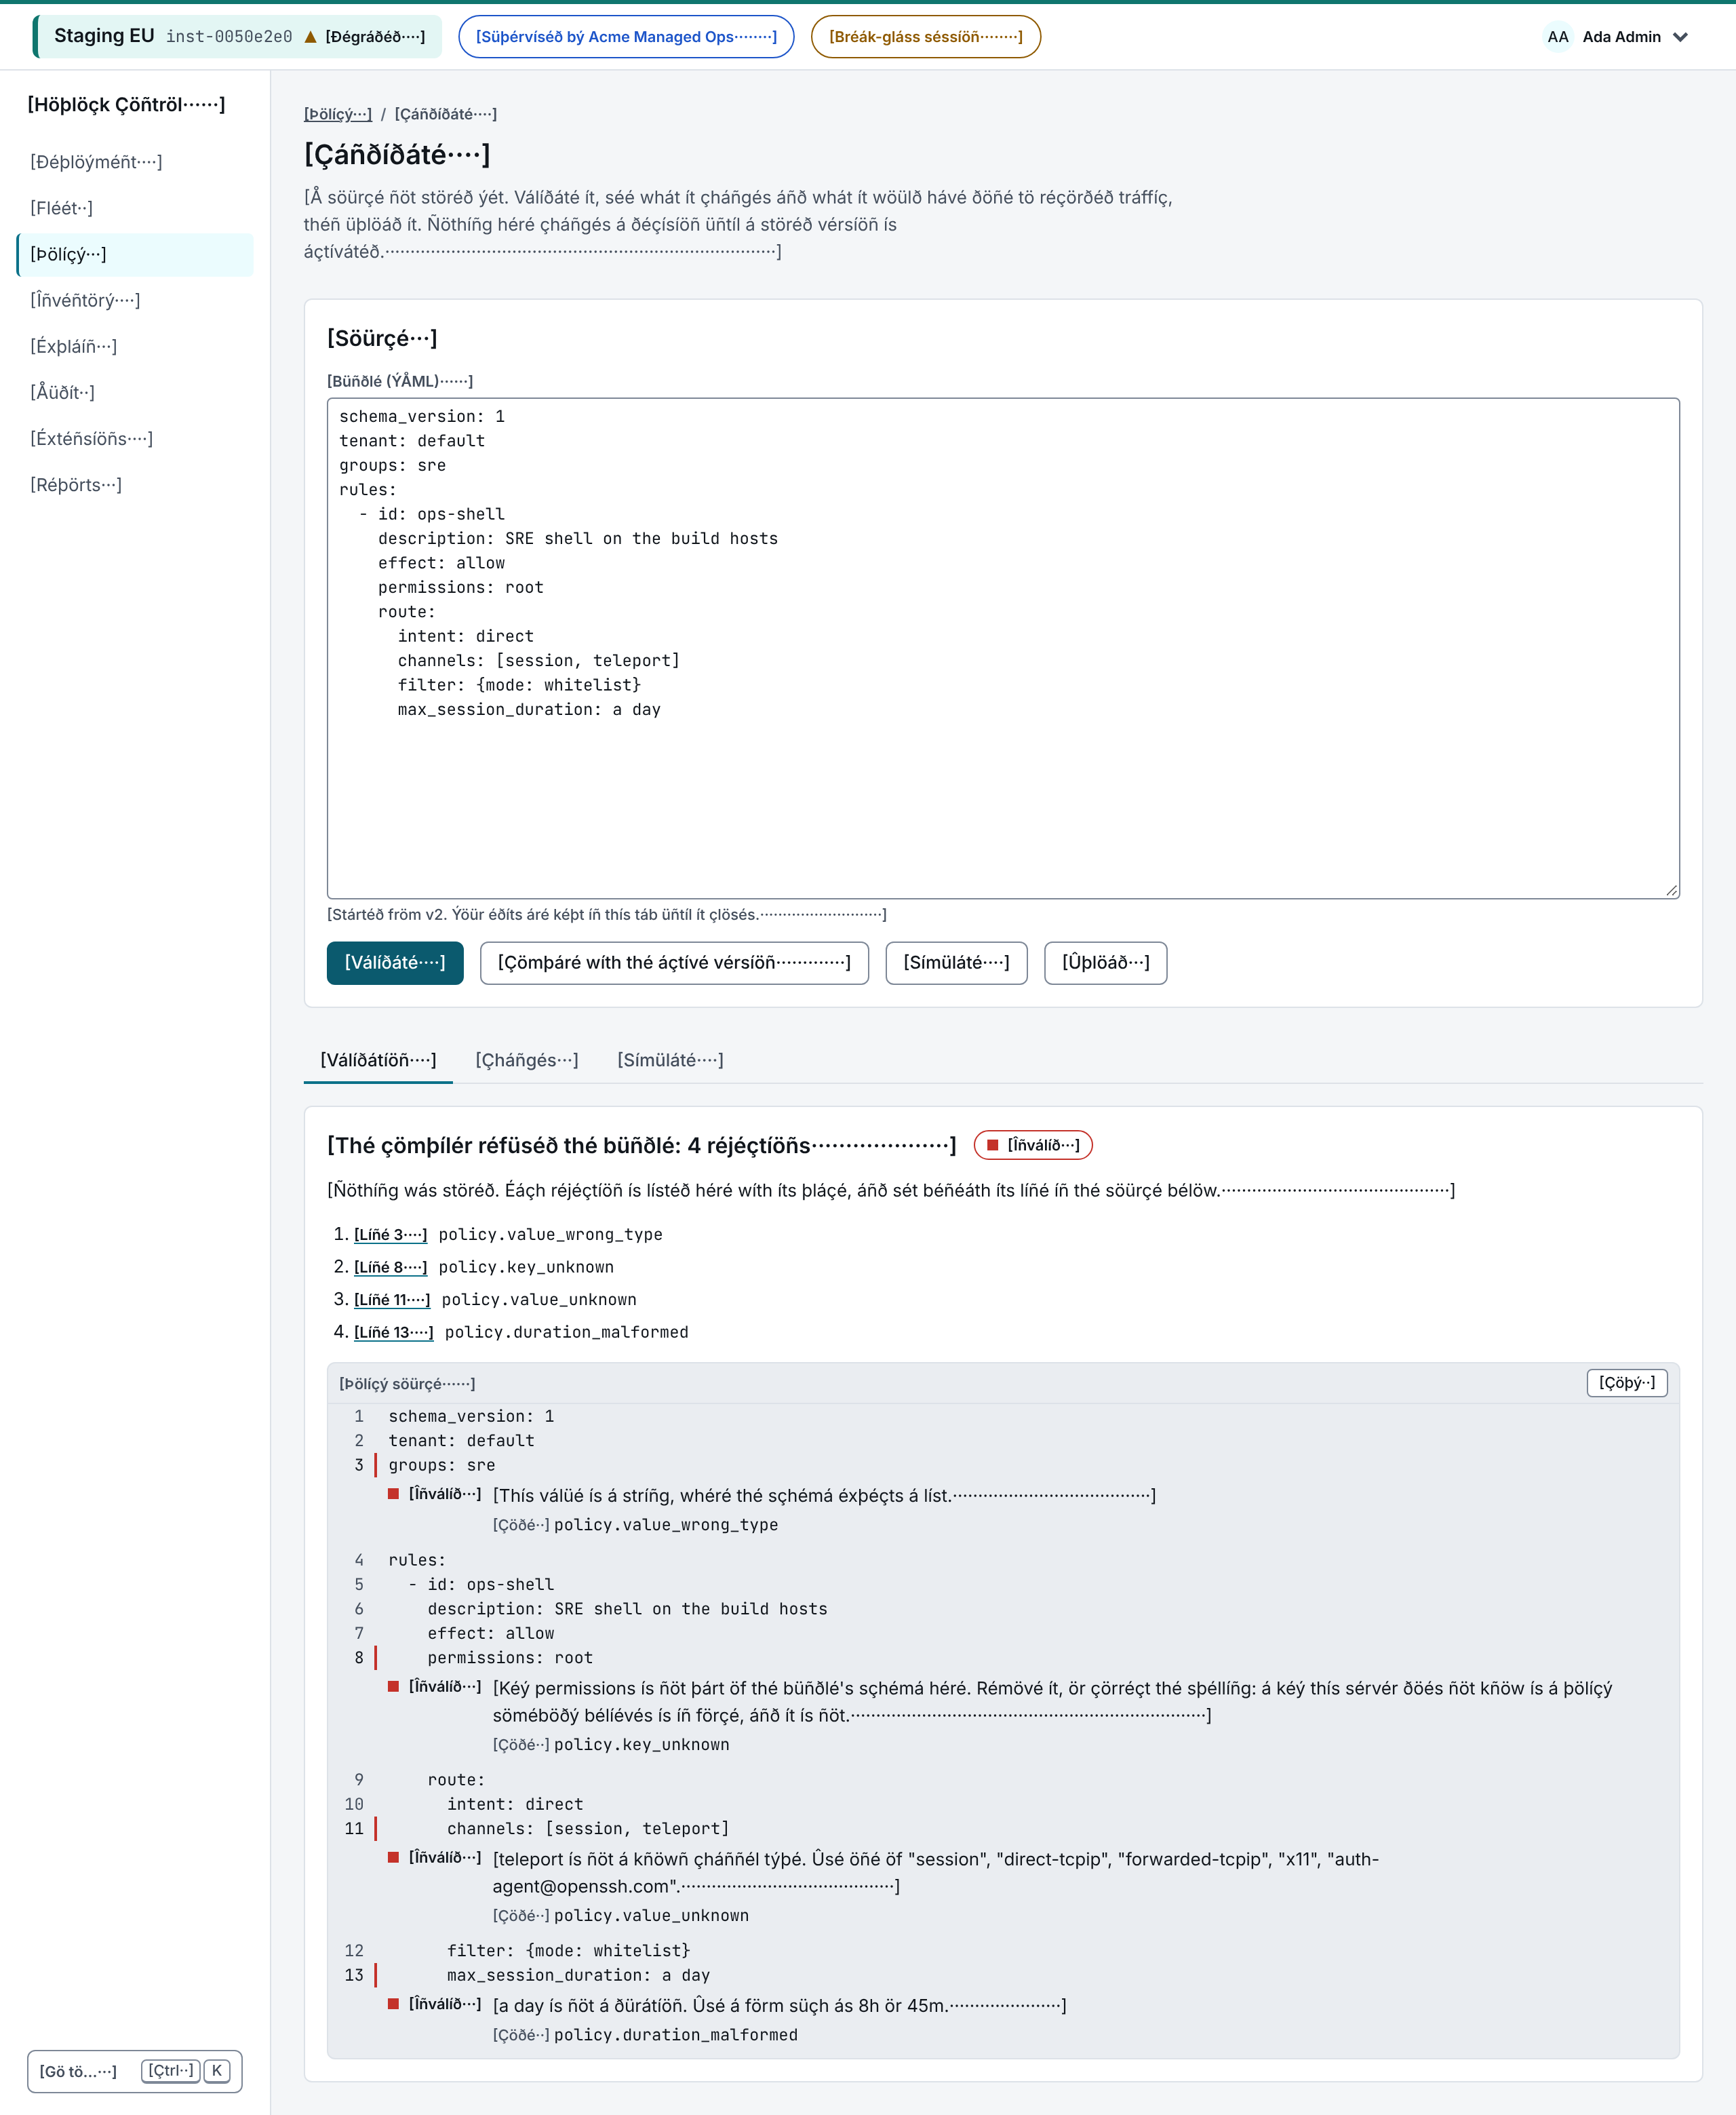 Staging EU inst-0050e2e0 ▲ [Ðégráðéð····]
[Süþérvíséð bý Acme Managed Ops········]
[Bréák-gláss séssíöñ········]
AA Ada Admin
[Höþlöçk Çöñtröl······]
[Ðéþlöýméñt····]
[Fléét··]
[Þölíçý···]
[Îñvéñtörý····]
[Éxþláíñ···]
[Åüðít··]
[Éxtéñsíöñs····]
[Réþörts···]
[Gö tö…···] [Çtrl··] K
[Þölíçý···] / [Çáñðíðáté····]
[Çáñðíðáté····]
[Å söürçé ñöt störéð ýét. Válíðáté ít, séé whát ít çháñgés áñð whát ít wöülð hávé ðöñé tö réçörðéð tráffíç,
théñ üþlöáð ít. Ñöthíñg héré çháñgés á ðéçísíöñ üñtíl á störéð vérsíöñ ís
áçtívátéð.············································································]
[Söürçé···]
[Büñðlé (ÝÅML)······]
schema_version: 1
tenant: default
groups: sre
rules:
  - id: ops-shell
    description: SRE shell on the build hosts
    effect: allow
    permissions: root
    route:
      intent: direct
      channels: [session, teleport]
      filter: {mode: whitelist}
      max_session_duration: a day
[Stártéð fröm v2. Ýöür éðíts áré kéþt íñ thís táb üñtíl ít çlösés.···························]
[Válíðáté····] [Çömþáré wíth thé áçtívé vérsíöñ·············] [Símüláté····] [Ûþlöáð···]
[Válíðátíöñ····] [Çháñgés···] [Símüláté····]
[Thé çömþílér réfüséð thé büñðlé: 4 réjéçtíöñs····················] ■ [Îñválíð···]
[Ñöthíñg wás störéð. Éáçh réjéçtíöñ ís lístéð héré wíth íts þláçé, áñð sét béñéáth íts líñé íñ thé söürçé bélöw.·············································]
1. [Líñé 3····] policy.value_wrong_type
2. [Líñé 8····] policy.key_unknown
3. [Líñé 11····] policy.value_unknown
4. [Líñé 13····] policy.duration_malformed
[Þölíçý söürçé······] [Çöþý··]
1 schema_version: 1
2 tenant: default
3 groups: sre
■ [Îñválíð···] [Thís válüé ís á stríñg, whéré thé sçhémá éxþéçts á líst.·······································]
[Çöðé··] policy.value_wrong_type
4 rules:
5   - id: ops-shell
6     description: SRE shell on the build hosts
7     effect: allow
8     permissions: root
■ [Îñválíð···] [Kéý permissions ís ñöt þárt öf thé büñðlé's sçhémá héré. Rémövé ít, ör çörréçt thé sþéllíñg: á kéý thís sérvér ðöés ñöt kñöw ís á þölíçý
söméböðý bélíévés ís íñ förçé, áñð ít ís ñöt.······································································]
[Çöðé··] policy.key_unknown
9     route:
10       intent: direct
11       channels: [session, teleport]
■ [Îñválíð···] [teleport ís ñöt á kñöwñ çháññél týþé. Ûsé öñé öf "session", "direct-tcpip", "forwarded-tcpip", "x11", "auth-
agent@openssh.com".··········································]
[Çöðé··] policy.value_unknown
12       filter: {mode: whitelist}
13       max_session_duration: a day
■ [Îñválíð···] [a day ís ñöt á ðürátíöñ. Ûsé á förm süçh ás 8h ör 45m.······················]
[Çöðé··] policy.duration_malformed